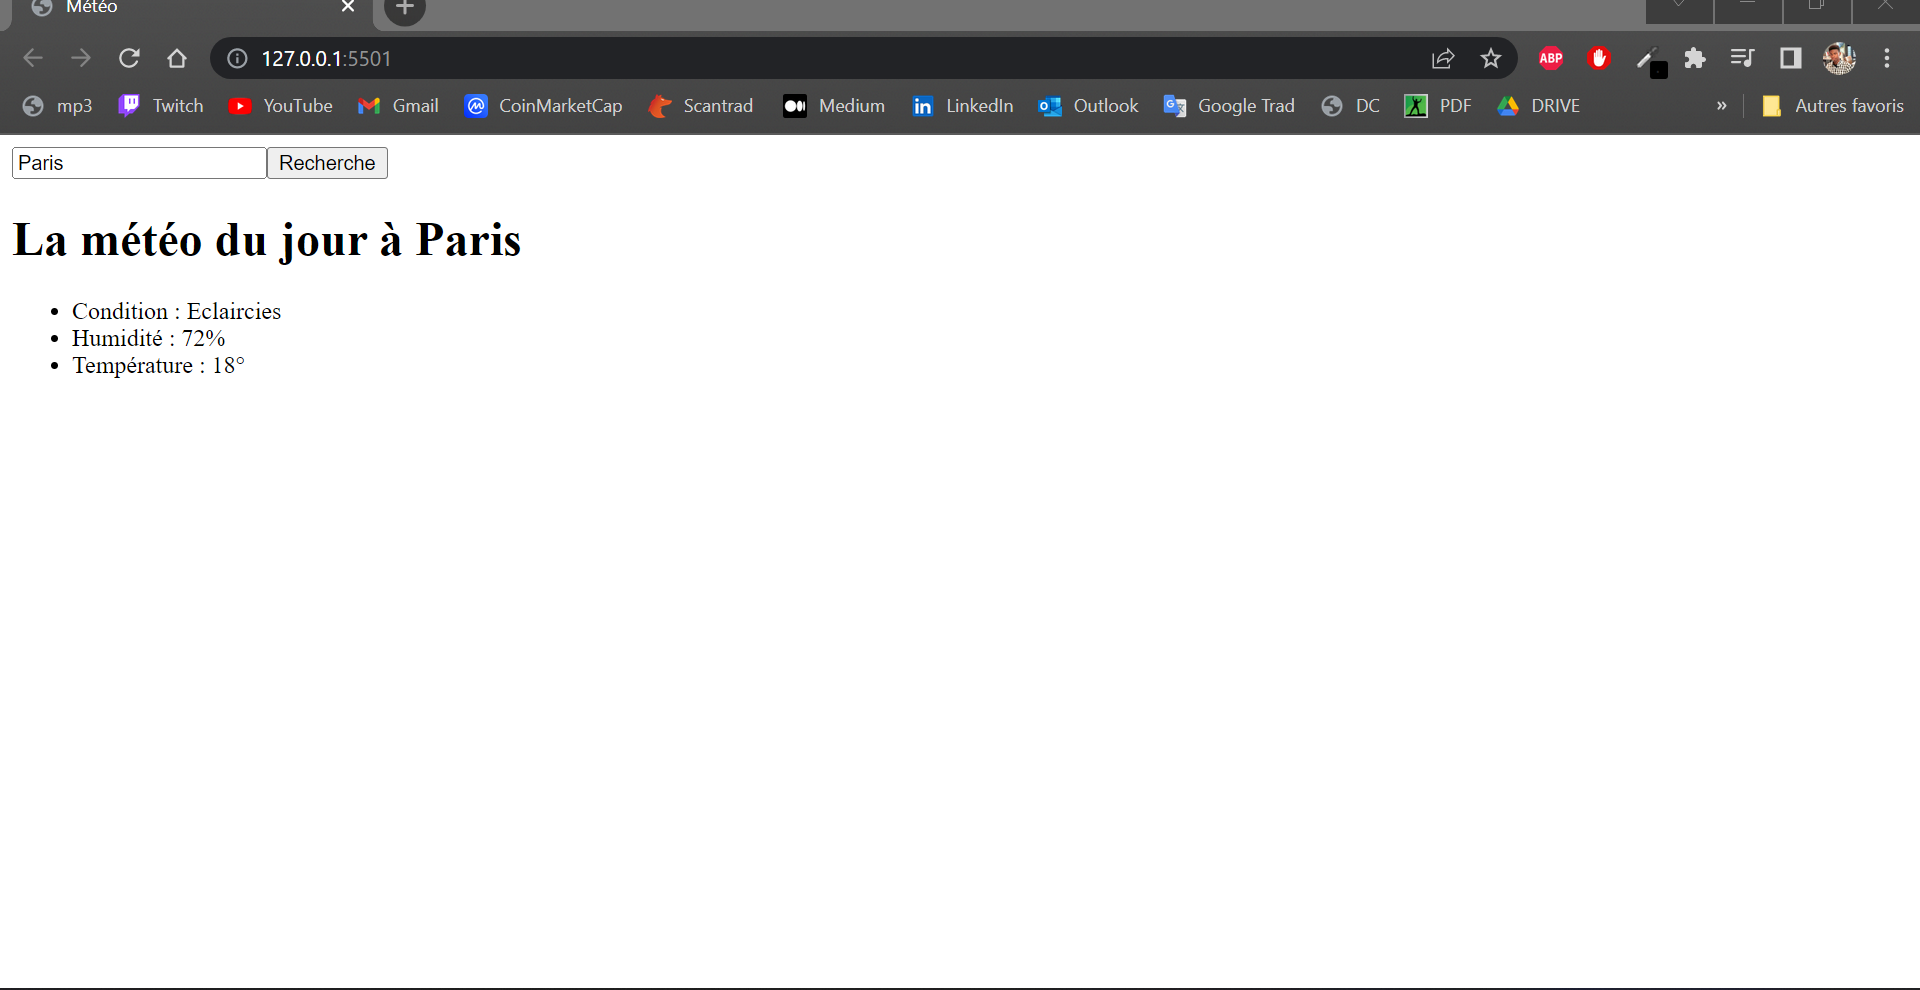 Météo
127.0.0.1:5501
ABP
mp3 Twitch YouTube Gmail CoinMarketCap Scantrad Medium LinkedIn Outlook Google Trad DC PDF DRIVE » Autres favoris
Paris Recherche
La météo du jour à Paris
• Condition : Eclaircies
• Humidité : 72%
• Température : 18°